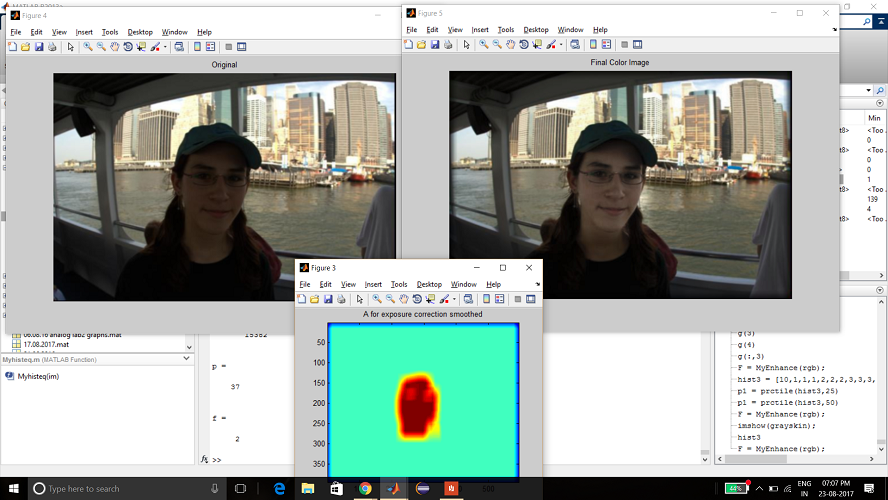 MATLAB R2013a
Figure 4
File Edit View Insert Tools Desktop Window Help
Original
Figure 5
File Edit View Insert Tools Desktop Window Help
Final Color Image
Min
<Too ..
0
0
0
1
<Too ..
139
4
<Too ..
Figure 3
File Edit View Insert Tools Desktop Window Help
A for exposure correction smoothed
50
100
150
200
250
300
350
500
06.08.16 analog lab2 graphs.mat
17.08.2017.mat
Myhisteq.m (MATLAB Function)
Myhisteq(im)
15382
p =
37
f =
2
fx >>
g(3)
g(4)
g(:,3)
F = MyEnhance(rgb);
hist3 = [10,1,1,1,2,2,2,3,3,3,
p1 = prctile(hist3,25)
p1 = prctile(hist3,50)
F = MyEnhance(rgb);
imshow(grayskin);
hist3
F = MyEnhance(rgb);
Type here to search
44%
ENG
IN
07:07 PM
23-08-2017